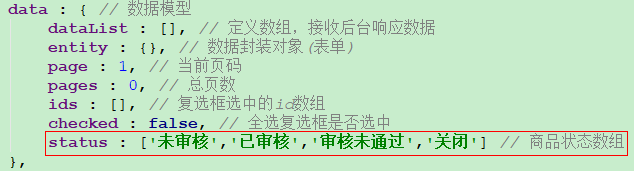 data : { // 数据模型
dataList : [], // 定义数组，接收后台响应数据
entity : {}, // 数据封装对象(表单)
page : 1, // 当前页码
pages : 0, // 总页数
ids : [], // 复选框选中的id数组
checked : false, // 全选复选框是否选中
status : ['未审核','已审核','审核未通过','关闭'] // 商品状态数组
},